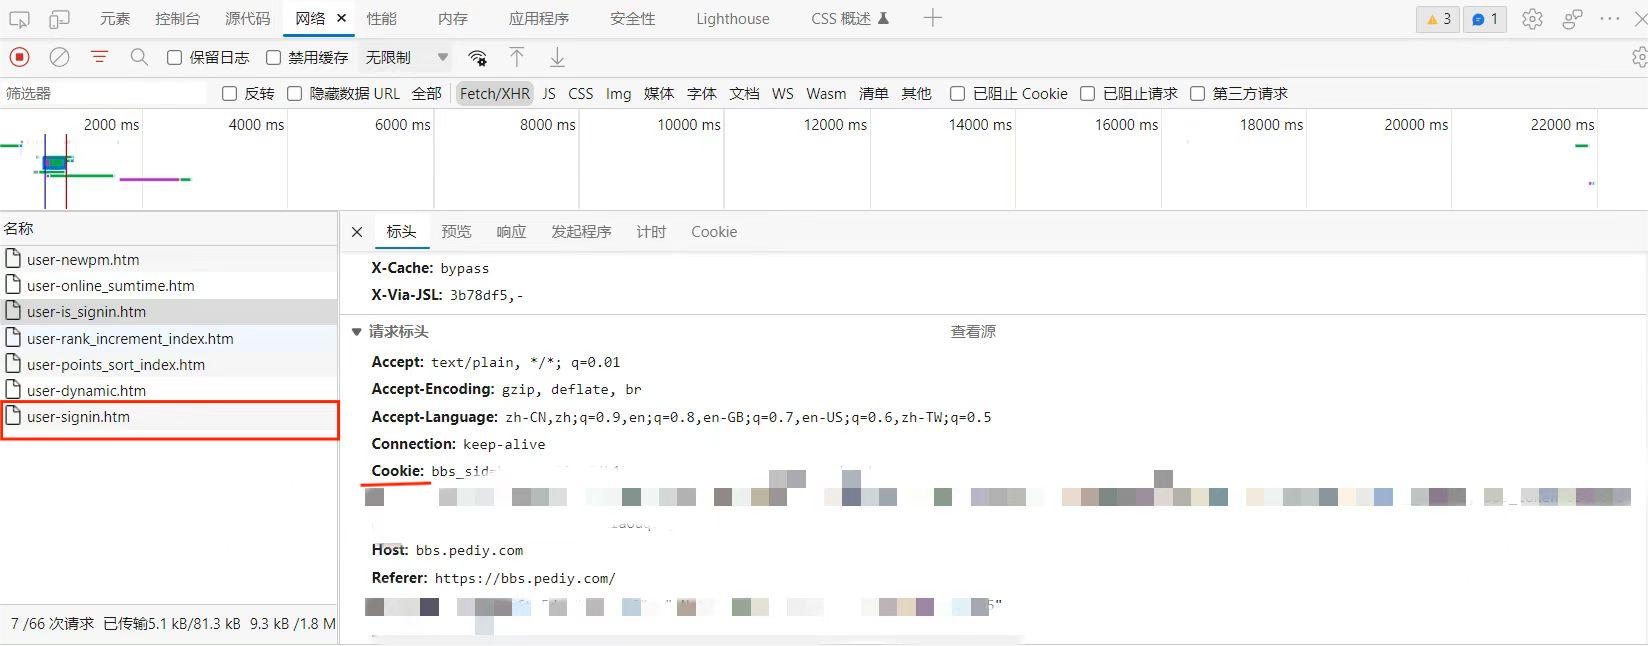 元素 控制台 源代码 网络 性能 内存 应用程序 安全性 Lighthouse CSS 概述 3 1
保留日志 禁用缓存 无限制
筛选器 反转 隐藏数据 URL 全部 Fetch/XHR JS CSS Img 媒体 字体 文档 WS Wasm 清单 其他 已阻止 Cookie 已阻止请求 第三方请求
2000 ms 4000 ms 6000 ms 8000 ms 10000 ms 12000 ms 14000 ms 16000 ms 18000 ms 20000 ms 22000 ms
名称
user-newpm.htm
user-online_sumtime.htm
user-is_signin.htm
user-rank_increment_index.htm
user-points_sort_index.htm
user-dynamic.htm
user-signin.htm
7 /66 次请求 已传输5.1 kB/81.3 kB 9.3 kB /1.8 M
标头 预览 响应 发起程序 计时 Cookie
X-Cache: bypass
X-Via-JSL: 3b78df5,-
请求标头 查看源
Accept: text/plain, */*; q=0.01
Accept-Encoding: gzip, deflate, br
Accept-Language: zh-CN,zh;q=0.9,en;q=0.8,en-GB;q=0.7,en-US;q=0.6,zh-TW;q=0.5
Connection: keep-alive
Cookie: bbs_sid=
Host: bbs.pediy.com
Referer: https://bbs.pediy.com/